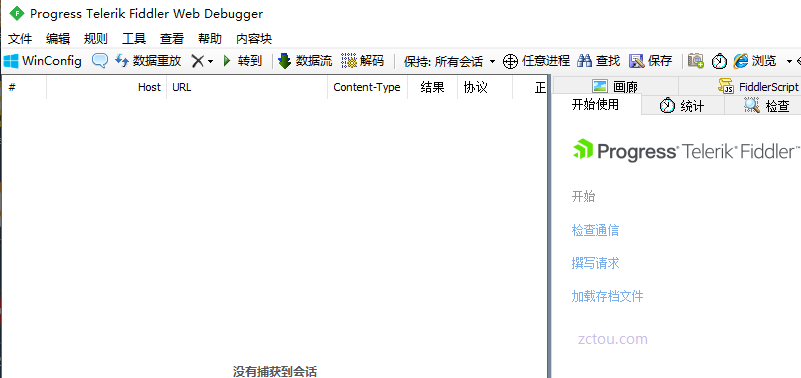 Progress Telerik Fiddler Web Debugger
文件 编辑 规则 工具 查看 帮助 内容块
WinConfig 数据重放 转到 数据流 解码 保持: 所有会话 任意进程 查找 保存 浏览
# Host URL Content-Type 结果 协议 正
画廊 FiddlerScript
开始使用 统计 检查
Progress® Telerik® Fiddler™
开始
检查通信
撰写请求
加载存档文件
zctou.com
没有捕获到会话